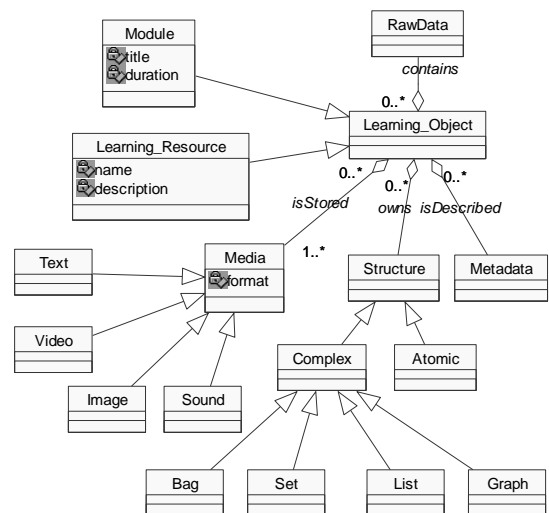 Module
title
duration
RawData
contains
0..*
Learning_Object
Learning_Resource
name
description
0..*
0..*
0..*
isStored
owns
isDescribed
1..*
Media
format
Text
Video
Image
Sound
Structure
Metadata
Complex
Atomic
Bag
Set
List
Graph